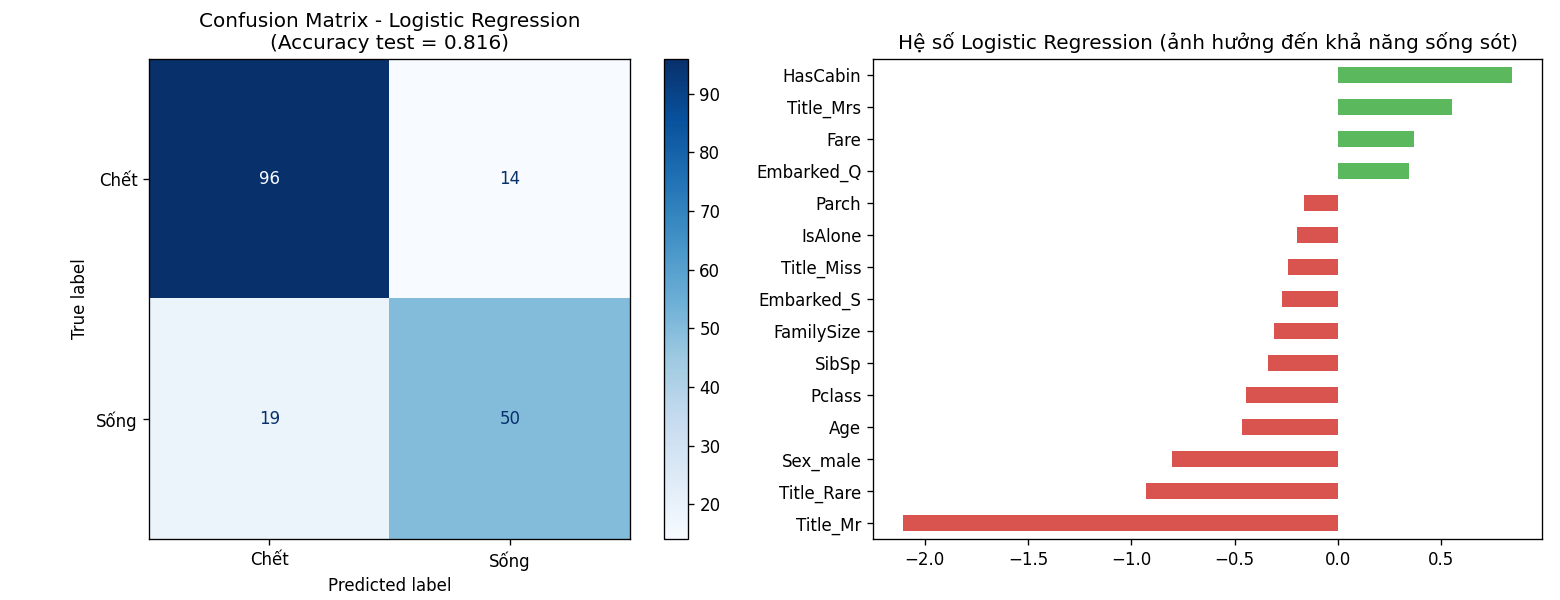 Confusion Matrix - Logistic Regression
(Accuracy test = 0.816)
True label
Chết
Sống
96
14
19
50
Chết
Sống
Predicted label
90
80
70
60
50
40
30
20
Hệ số Logistic Regression (ảnh hưởng đến khả năng sống sót)
HasCabin
Title_Mrs
Fare
Embarked_Q
Parch
IsAlone
Title_Miss
Embarked_S
FamilySize
SibSp
Pclass
Age
Sex_male
Title_Rare
Title_Mr
−2.0
−1.5
−1.0
−0.5
0.0
0.5